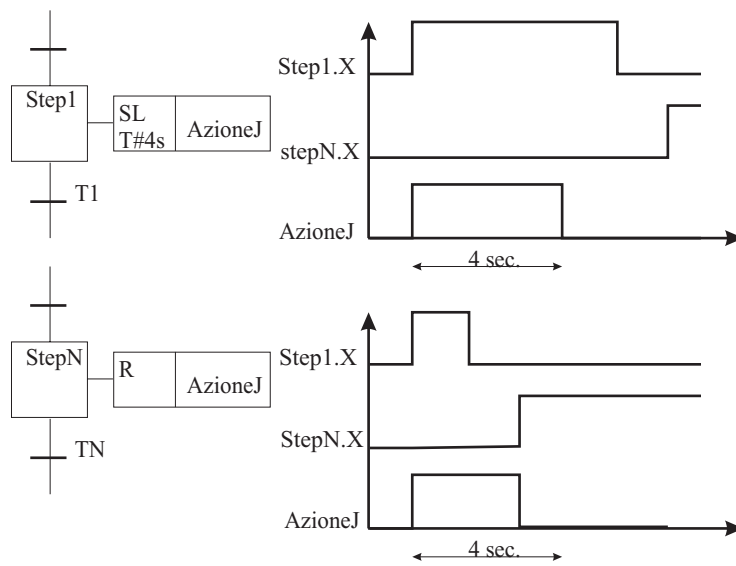 Step1
SL
T#4s
AzioneJ
T1
Step1.X
stepN.X
AzioneJ
4 sec.
StepN
R
AzioneJ
TN
Step1.X
StepN.X
AzioneJ
4 sec.